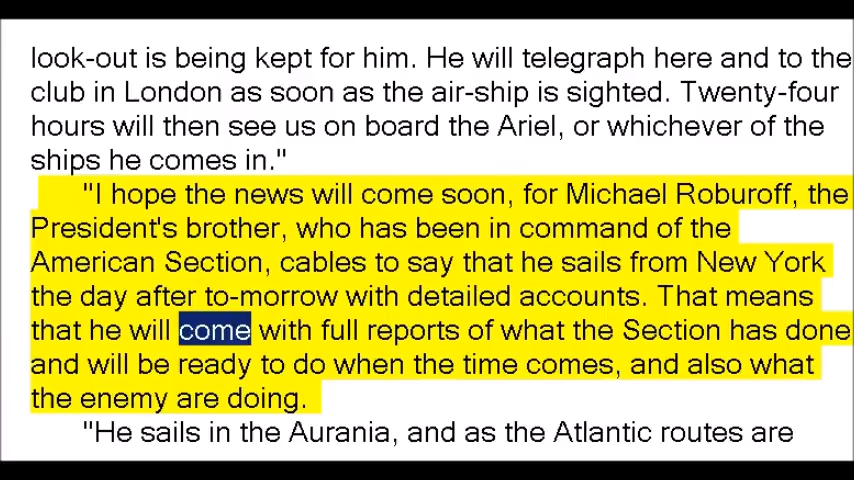 look-out is being kept for him. He will telegraph here and to the
club in London as soon as the air-ship is sighted. Twenty-four
hours will then see us on board the Ariel, or whichever of the
ships he comes in."
"I hope the news will come soon, for Michael Roburoff, the
President's brother, who has been in command of the
American Section, cables to say that he sails from New York
the day after to-morrow with detailed accounts. That means
that he will come with full reports of what the Section has done
and will be ready to do when the time comes, and also what
the enemy are doing.
"He sails in the Aurania, and as the Atlantic routes are